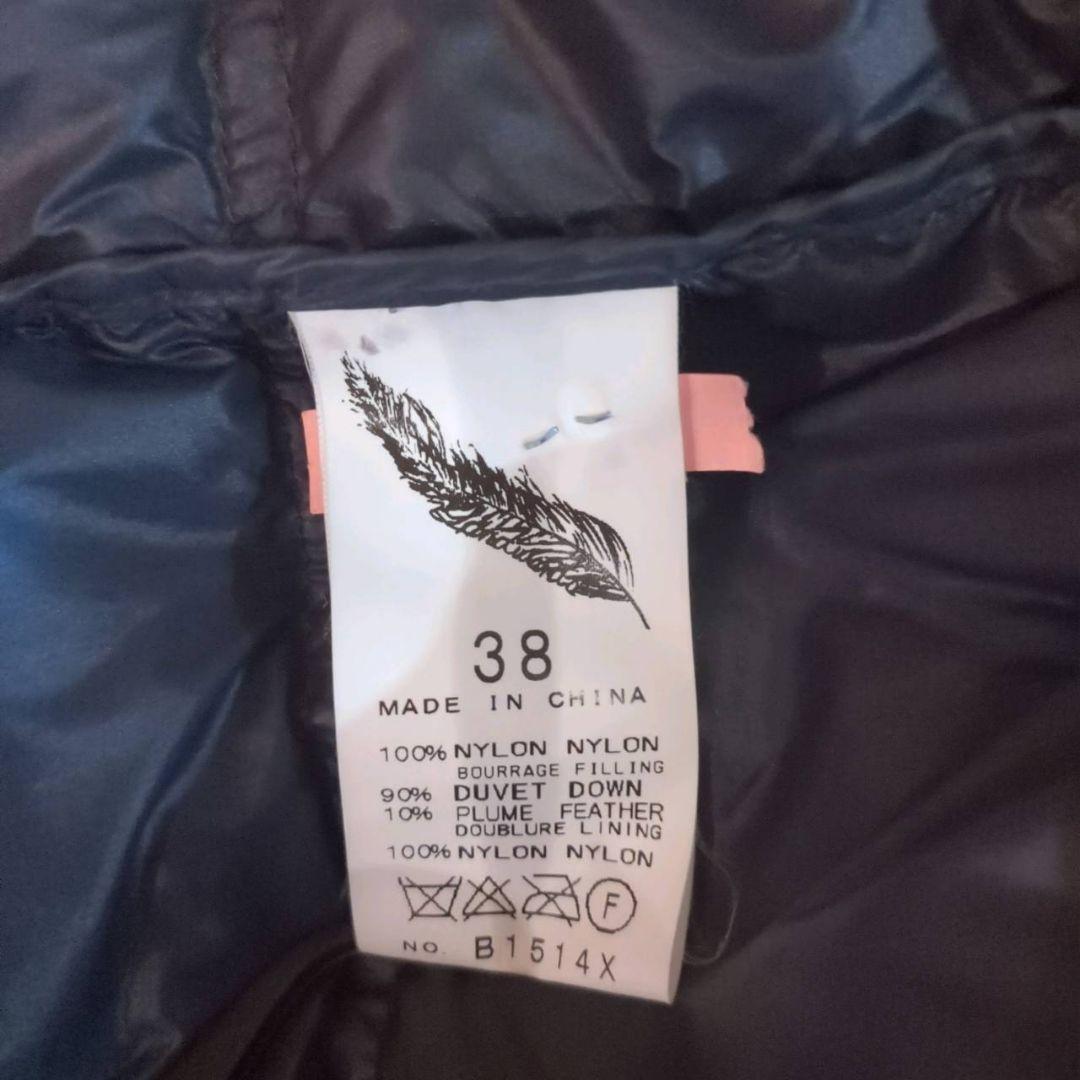 38
MADE IN CHINA
100% NYLON NYLON
BOURRAGE FILLING
90% DUVET DOWN
10% PLUME FEATHER
DOUBLURE LINING
100% NYLON NYLON
F
NO. B1514X